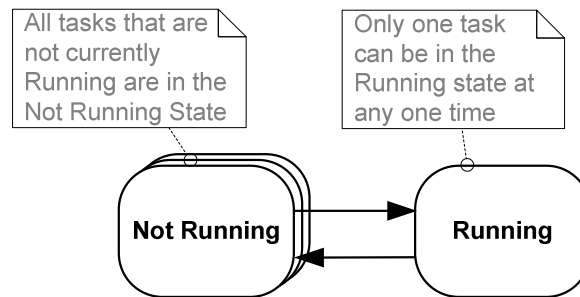 All tasks that are
not currently
Running are in the
Not Running State
Only one task
can be in the
Running state at
any one time
Not Running
Running